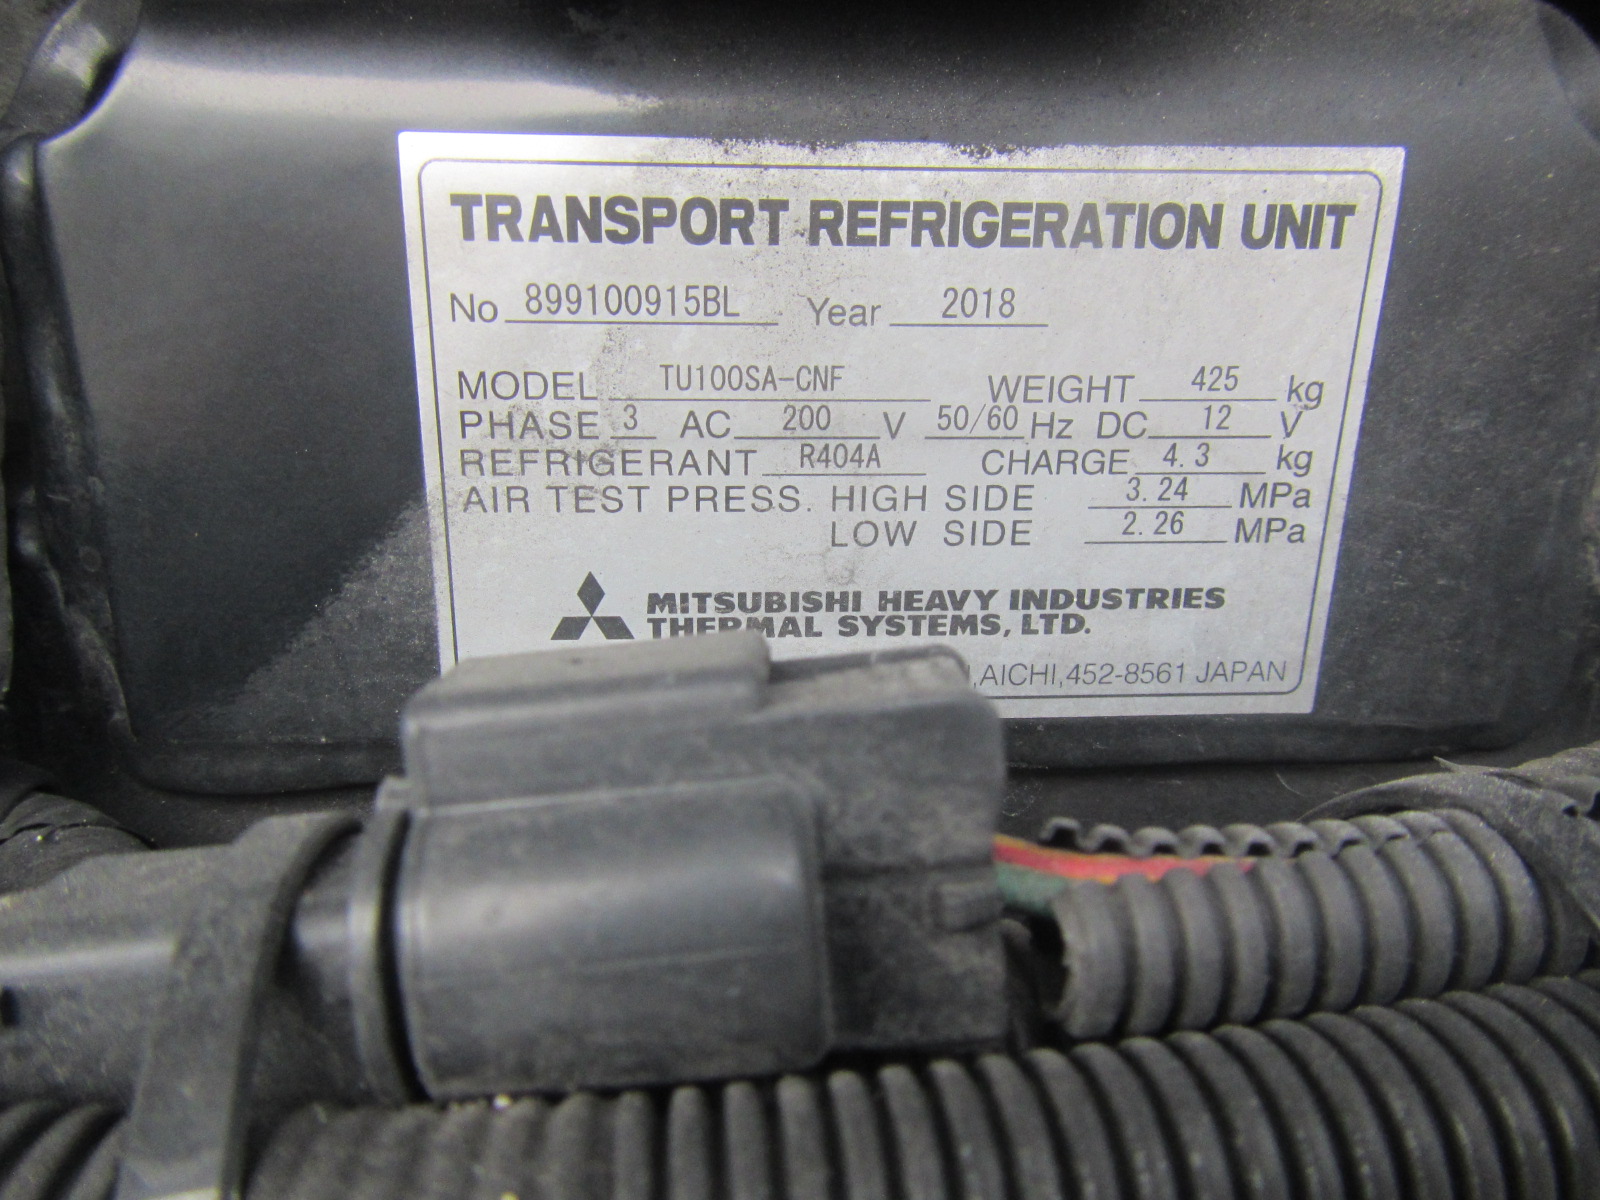 TRANSPORT REFRIGERATION UNIT
No 899100915BL Year 2018
MODEL TU100SA-CNF WEIGHT 425 kg
PHASE 3 AC 200 V 50/60 Hz DC 12 V
REFRIGERANT R404A CHARGE 4.3 kg
AIR TEST PRESS. HIGH SIDE 3.24 MPa
LOW SIDE 2.26 MPa
MITSUBISHI HEAVY INDUSTRIES
THERMAL SYSTEMS, LTD.
,AICHI,452-8561 JAPAN